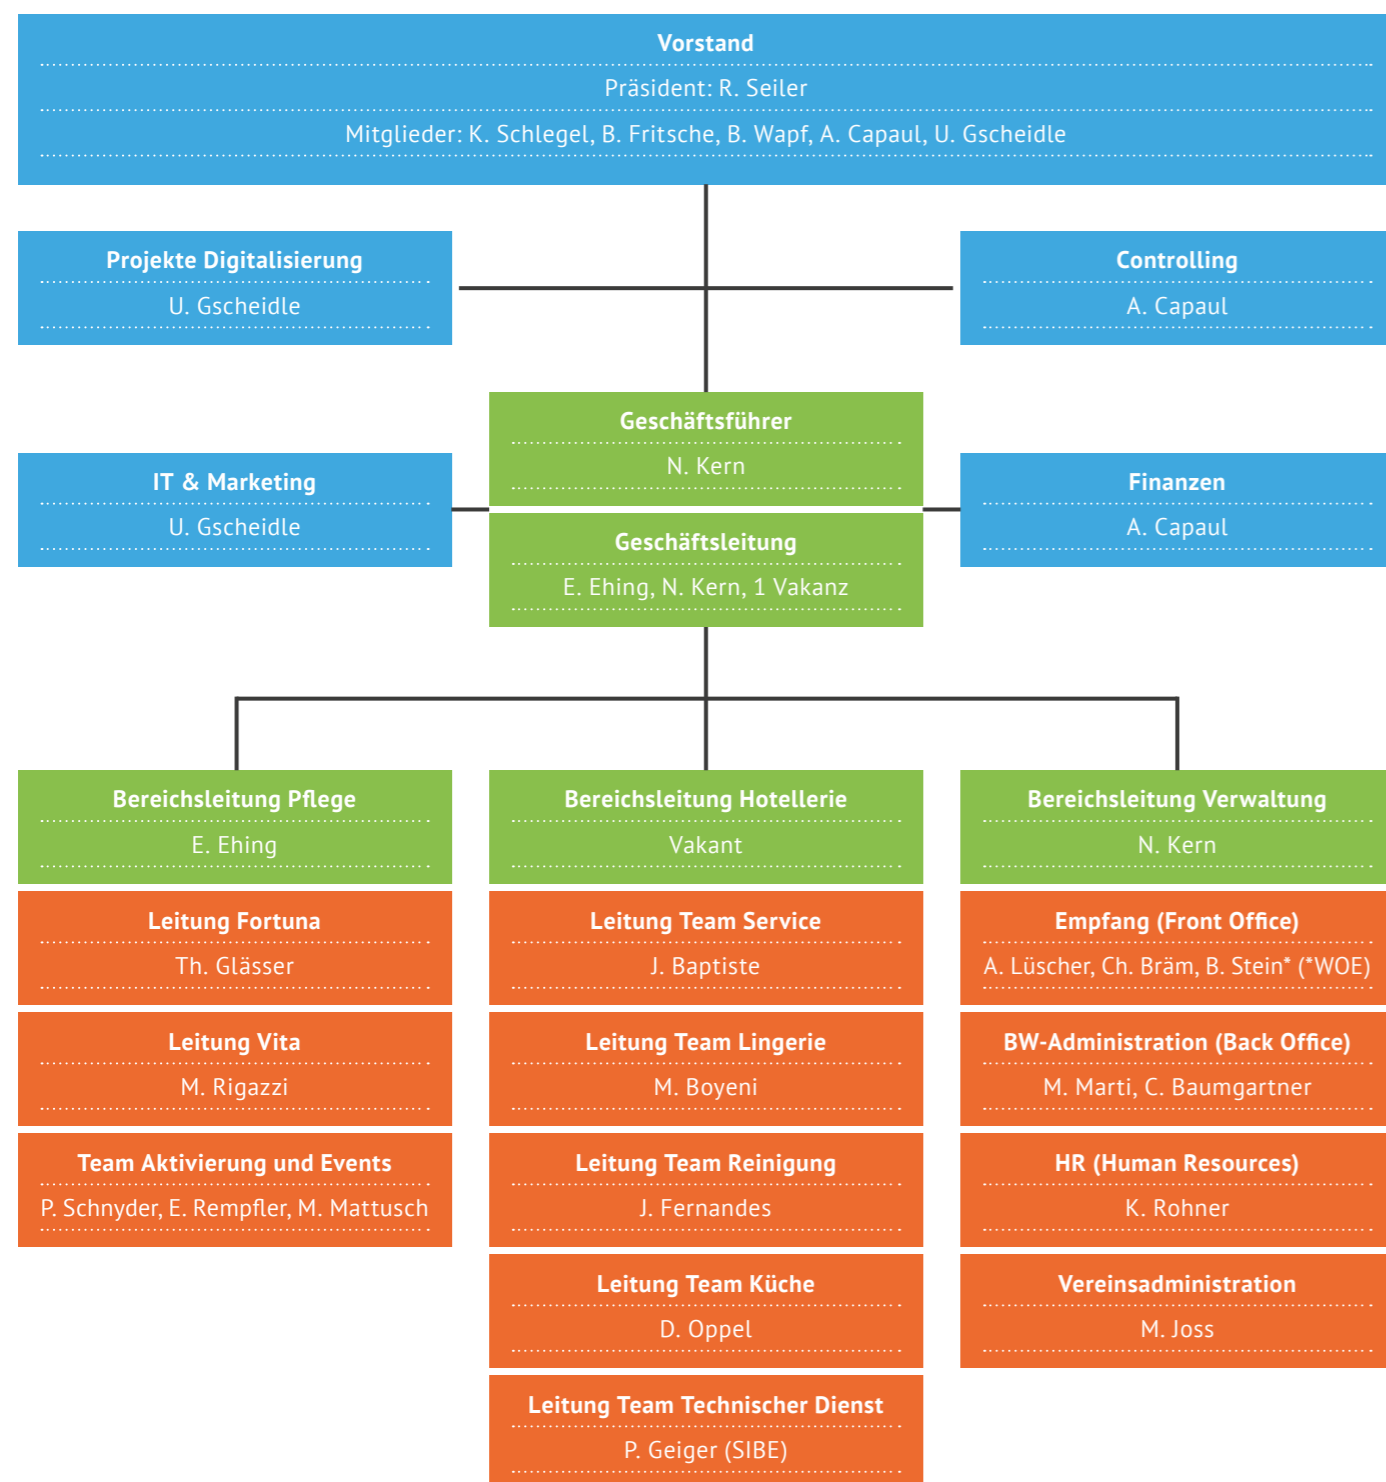 Vorstand
Präsident: R. Seiler
Mitglieder: K. Schlegel, B. Fritsche, B. Wapf, A. Capaul, U. Gscheidle
Projekte Digitalisierung
U. Gscheidle
Controlling
A. Capaul
Geschäftsführer
N. Kern
IT & Marketing
U. Gscheidle
Finanzen
A. Capaul
Geschäftsleitung
E. Ehing, N. Kern, 1 Vakanz
Bereichsleitung Pflege
E. Ehing
Leitung Fortuna
Th. Glässer
Leitung Vita
M. Rigazzi
Team Aktivierung und Events
P. Schnyder, E. Rempfler, M. Mattusch
Bereichsleitung Hotellerie
Vakant
Leitung Team Service
J. Baptiste
Leitung Team Lingerie
M. Boyeni
Leitung Team Reinigung
J. Fernandes
Leitung Team Küche
D. Oppel
Leitung Team Technischer Dienst
P. Geiger (SIBE)
Bereichsleitung Verwaltung
N. Kern
Empfang (Front Office)
A. Lüscher, Ch. Bräm, B. Stein* (*WOE)
BW-Administration (Back Office)
M. Marti, C. Baumgartner
HR (Human Resources)
K. Rohner
Vereinsadministration
M. Joss